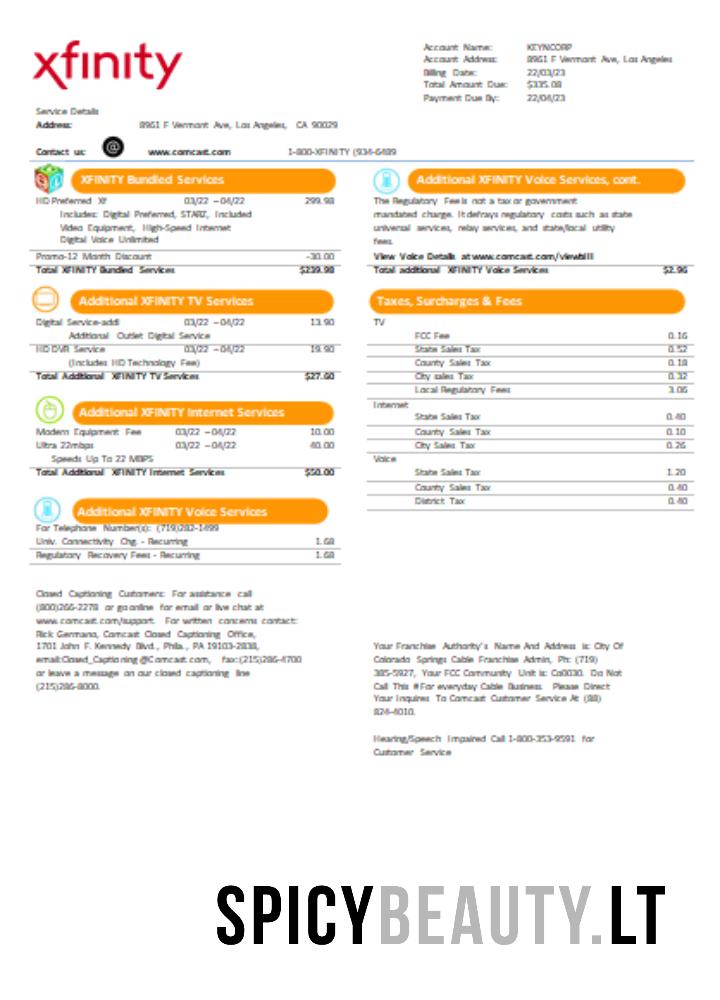 xfinity
Account Name: KEYNCORP
Account Address: 8961 F Vermont Ave, Los Angeles
Billing Date: 22/03/23
Total Amount Due: $335.08
Payment Due By: 22/04/23
Service Details
Address: 8961 F Vermont Ave, Los Angeles, CA 90029
Contact us: @ www.comcast.com 1-800-XFINITY (934-6489
XFINITY Bundled Services
HD Preferred Xf 03/22 –04/22 299.98
Includes: Digital Preferred, STARZ, Included
Video Equipment, High-Speed Internet
Digital Voice Unlimited
Promo-12 Month Discount -30.00
Total XFINITY Bundled Services $239.98
Additional XFINITY TV Services
Digital Service-addl 03/22 –04/22 13.90
Additional Outlet Digital Service
HD DVR Service 03/22 –04/22 19.90
(Includes HD Technology Fee)
Total Additional XFINITY TV Services $27.60
Additional XFINITY Internet Services
Modem Equipment Fee 03/22 –04/22 10.00
Ultra 22mbps 03/22 –04/22 40.00
Speeds Up To 22 MBPS
Total Additional XFINITY Internet Services $50.00
Additional XFINITY Voice Services
For Telephone Number(s): (719)282-1499
Univ. Connectivity Chg. - Recurring 1.68
Regulatory Recovery Fees - Recurring 1.68
Closed Captioning Customers: For assistance call
(800)266-2278 or go online for email or live chat at
www.comcast.com/support. For written concerns contact:
Rick Germano, Comcast Closed Captioning Office,
1701 John F. Kennedy Blvd., Phila., PA 19103-2838,
email:Closed_Captioning @Comcast.com, fax:(215)286-4700
or leave a message on our closed captioning line
(215)286-8000.
Additional XFINITY Voice Services, cont.
The Regulatory Fee is not a tax or government
mandated charge. It defrays regulatory costs such as state
universal services, relay services, and state/local utility
fees.
View Voice Details at www.comcast.com/viewbill
Total additional XFINITY Voice Services $2.96
Taxes, Surcharges & Fees
TV
FCC Fee 0.16
State Sales Tax 0.52
County Sales Tax 0.18
City sales Tax 0.32
Local Regulatory Fees 3.06
Internet
State Sales Tax 0.40
County Sales Tax 0.10
City Sales Tax 0.26
Voice
State Sales Tax 1.20
County Sales Tax 0.40
District Tax 0.40
Your Franchise Authority's Name And Address is: City Of
Colorado Springs Cable Franchise Admin, Ph: (719)
385-5927, Your FCC Community Unit is: Co0030. Do Not
Call This # For everyday Cable Business. Please Direct
Your Inquires To Comcast Customer Service At (88)
824-4010.
Hearing/Speech Impaired Call 1-800-353-9591 for
Customer Service
SPICYBEAUTY.LT